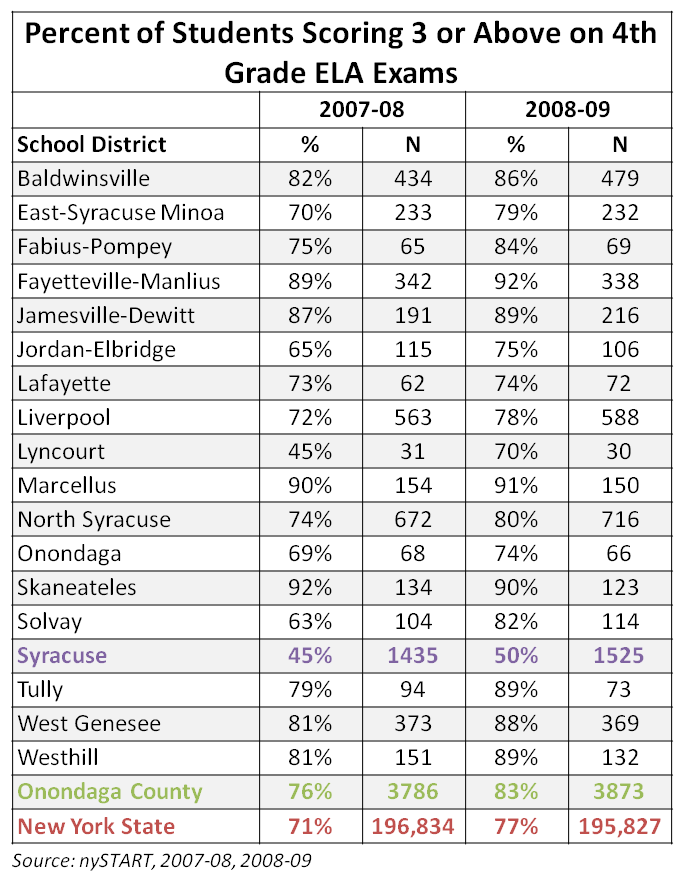 Percent of Students Scoring 3 or Above on 4th
Grade ELA Exams
2007-08 2008-09
School District % N % N
Baldwinsville 82% 434 86% 479
East-Syracuse Minoa 70% 233 79% 232
Fabius-Pompey 75% 65 84% 69
Fayetteville-Manlius 89% 342 92% 338
Jamesville-Dewitt 87% 191 89% 216
Jordan-Elbridge 65% 115 75% 106
Lafayette 73% 62 74% 72
Liverpool 72% 563 78% 588
Lyncourt 45% 31 70% 30
Marcellus 90% 154 91% 150
North Syracuse 74% 672 80% 716
Onondaga 69% 68 74% 66
Skaneateles 92% 134 90% 123
Solvay 63% 104 82% 114
Syracuse 45% 1435 50% 1525
Tully 79% 94 89% 73
West Genesee 81% 373 88% 369
Westhill 81% 151 89% 132
Onondaga County 76% 3786 83% 3873
New York State 71% 196,834 77% 195,827
Source: nySTART, 2007-08, 2008-09